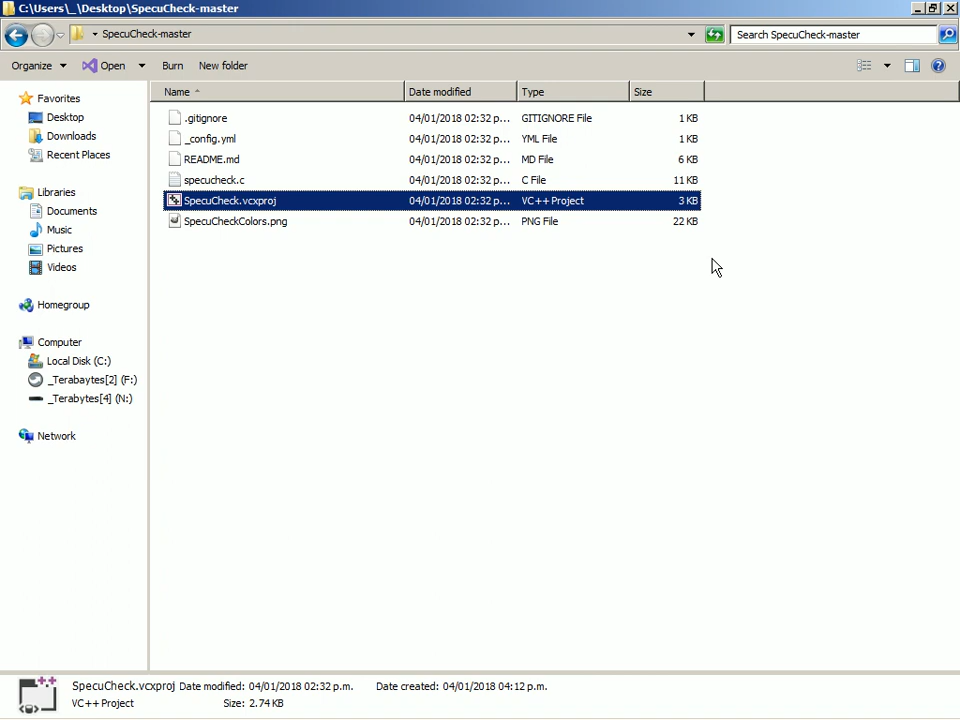 C:\Users\_\Desktop\SpecuCheck-master
SpecuCheck-master
Search SpecuCheck-master
Organize Open Burn New folder
Name Date modified Type Size
Favorites
Desktop
Downloads
Recent Places
Libraries
Documents
Music
Pictures
Videos
Homegroup
Computer
Local Disk (C:)
_Terabaytes[2] (F:)
_Terabytes[4] (N:)
Network
.gitignore 04/01/2018 02:32 p... GITIGNORE File 1 KB
_config.yml 04/01/2018 02:32 p... YML File 1 KB
README.md 04/01/2018 02:32 p... MD File 6 KB
specucheck.c 04/01/2018 02:32 p... C File 11 KB
SpecuCheck.vcxproj 04/01/2018 02:32 p... VC++ Project 3 KB
SpecuCheckColors.png 04/01/2018 02:32 p... PNG File 22 KB
SpecuCheck.vcxproj Date modified: 04/01/2018 02:32 p.m. Date created: 04/01/2018 04:12 p.m.
VC++ Project Size: 2.74 KB